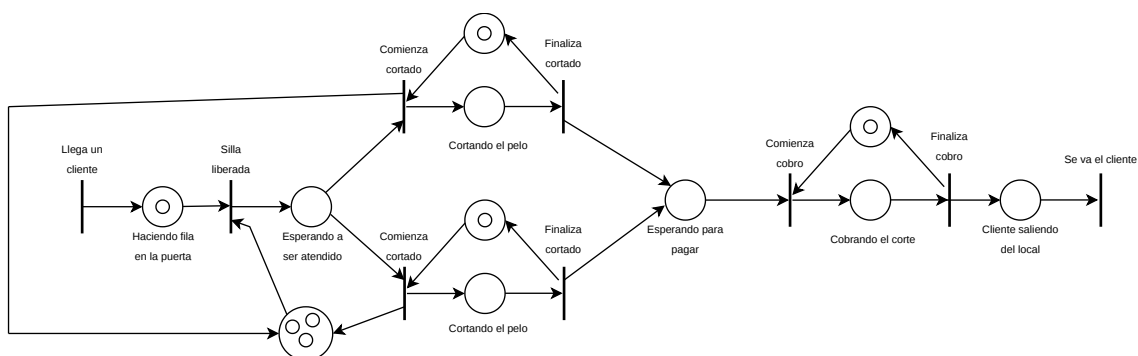 Comienza
cortado
Finaliza
cortado
Cortando el pelo
Llega un
cliente
Silla
liberada
Haciendo fila
en la puerta
Esperando a
ser atendido
Comienza
cortado
Finaliza
cortado
Cortando el pelo
Esperando para
pagar
Comienza
cobro
Finaliza
cobro
Cobrando el corte
Cliente saliendo
del local
Se va el cliente